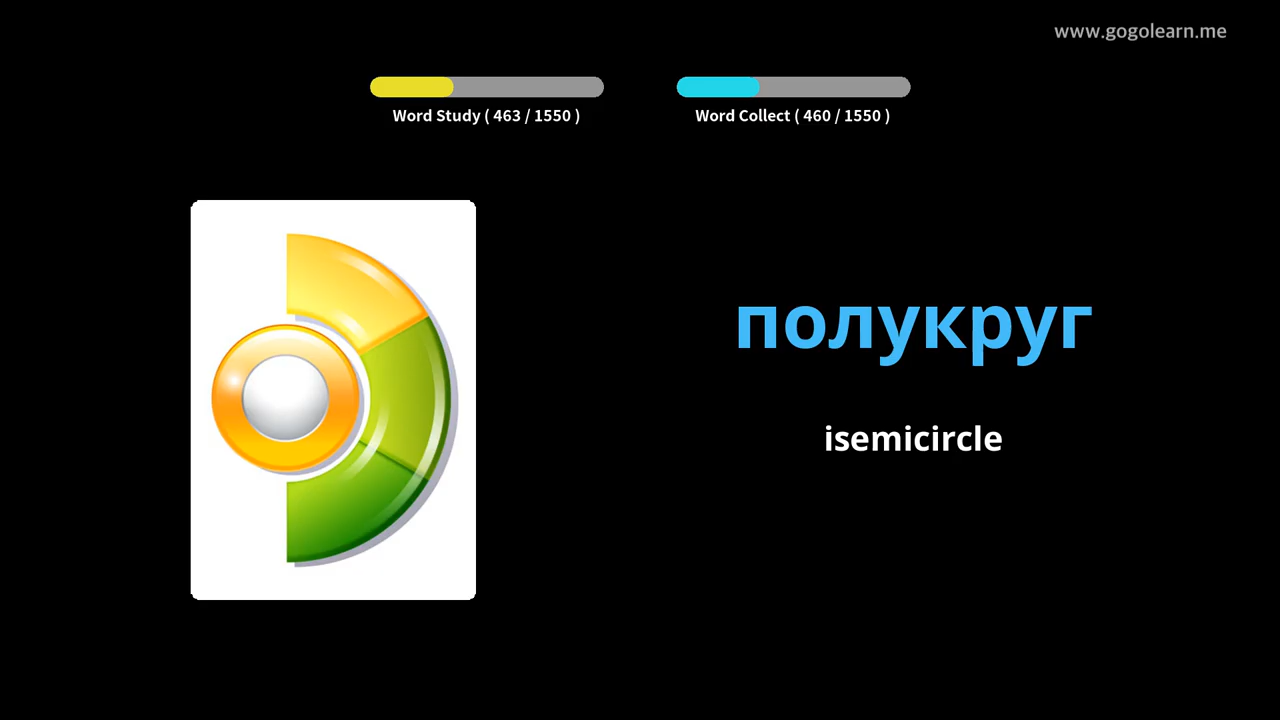 www.gogolearn.me
Word Study ( 463 / 1550 )
Word Collect ( 460 / 1550 )
полукруг
isemicircle